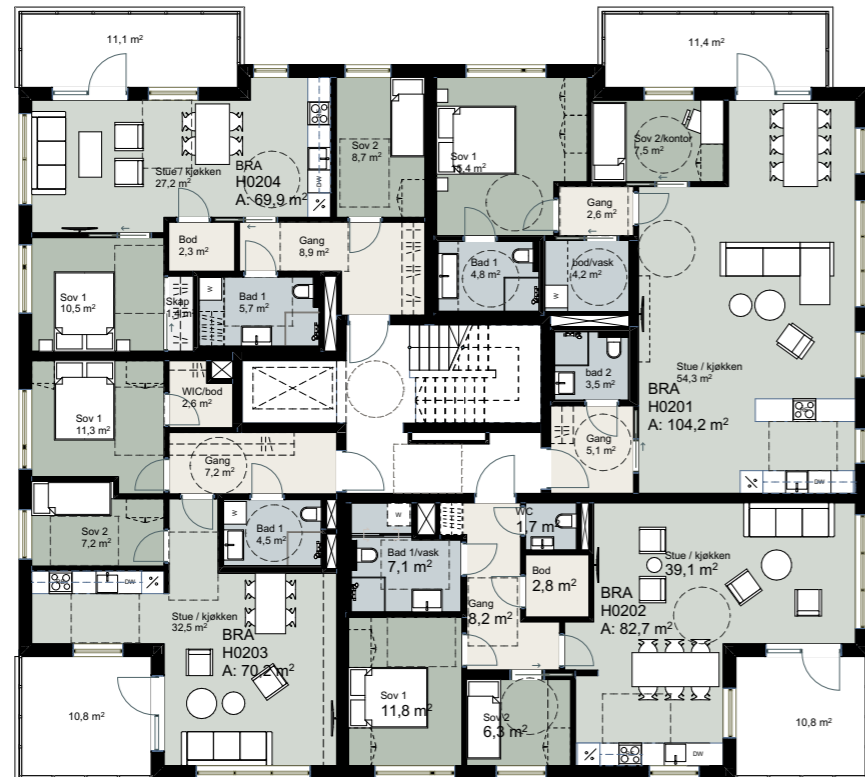 11,1 m²
11,4 m²
Stue / kjøkken
27,2 m²
BRA
H0204
A: 69,9 m²
DW
Sov 2
8,7 m²
Sov 1
15,4 m²
Sov 2/kontor
7,5 m²
Gang
2,6 m²
Bod
2,3 m²
Gang
8,9 m²
Bad 1
4,8 m²
bod/vask
4,2 m²
W
Sov 1
10,5 m²
Skap
W
Bad 1
5,7 m²
bad 2
3,5 m²
Stue / kjøkken
54,3 m²
BRA
H0201
A: 104,2 m²
Sov 1
11,3 m²
WIC/bod
2,6 m²
Gang
7,2 m²
Gang
5,1 m²
DW
Sov 2
7,2 m²
W
Bad 1
4,5 m²
W
Bad 1/vask
7,1 m²
WC
1,7 m²
Bod
2,8 m²
Stue / kjøkken
39,1 m²
BRA
H0202
A: 82,7 m²
DW
Stue / kjøkken
32,5 m²
BRA
H0203
A: 70,2 m²
Gang
8,2 m²
Sov 1
11,8 m²
Sov 2
6,3 m²
10,8 m²
10,8 m²
DW